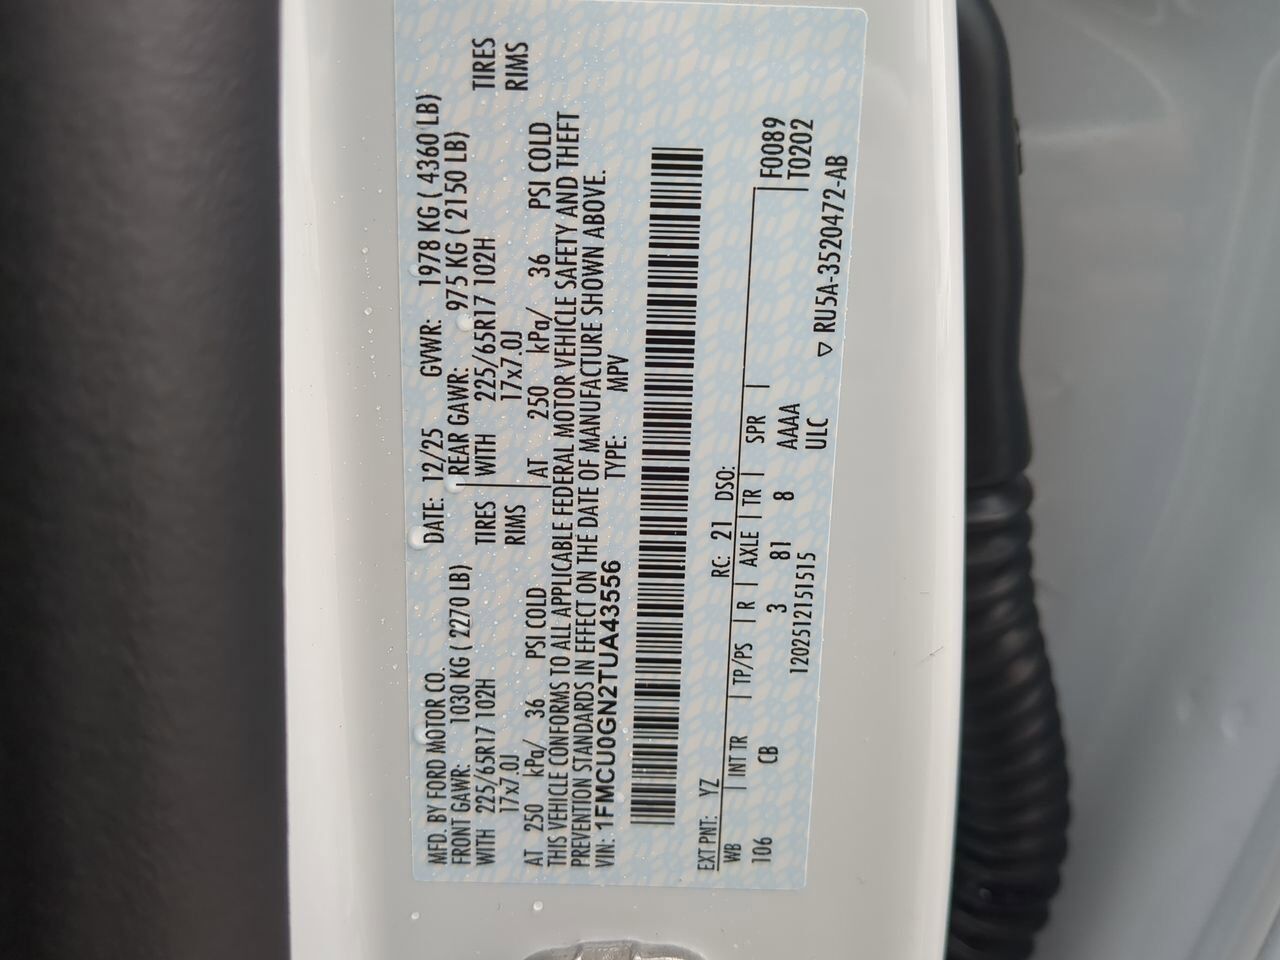 MFD. BY FORD MOTOR CO. DATE: 12/25 GVWR: 1978 KG ( 4360 LB)
FRONT GAWR: 1030 KG ( 2270 LB) REAR GAWR: 975 KG ( 2150 LB)
WITH 225/65R17 102H TIRES WITH 225/65R17 102H TIRES
17x7.0J RIMS 17x7.0J RIMS
AT 250 kPa/ 36 PSI COLD AT 250 kPa/ 36 PSI COLD
THIS VEHICLE CONFORMS TO ALL APPLICABLE FEDERAL MOTOR VEHICLE SAFETY AND THEFT
PREVENTION STANDARDS IN EFFECT ON THE DATE OF MANUFACTURE SHOWN ABOVE.
VIN: 1FMCU0GN2TUA43556 TYPE: MPV
EXT PNT: YZ RC: 21 DSO:
WB INT TR TP/PS R AXLE TR SPR F0089
106 CB 3 81 8 AAAA T0202
1202512151515 ULC
▽ RU5A-3520472-AB